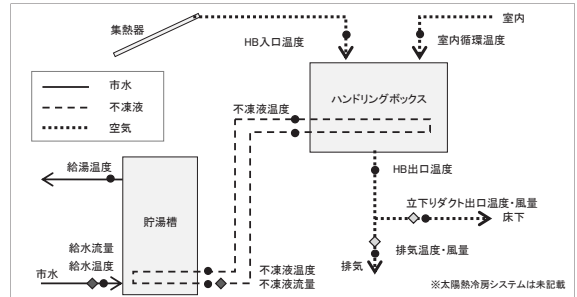 集熱器
室内
HB入口温度
室内循環温度
市水
不凍液
空気
不凍液温度
ハンドリングボックス
給湯温度
HB出口温度
立下りダクト出口温度・風量
床下
貯湯槽
給水流量
給水温度
市水
不凍液温度
不凍液流量
排気温度・風量
排気
※太陽熱冷房システムは未記載